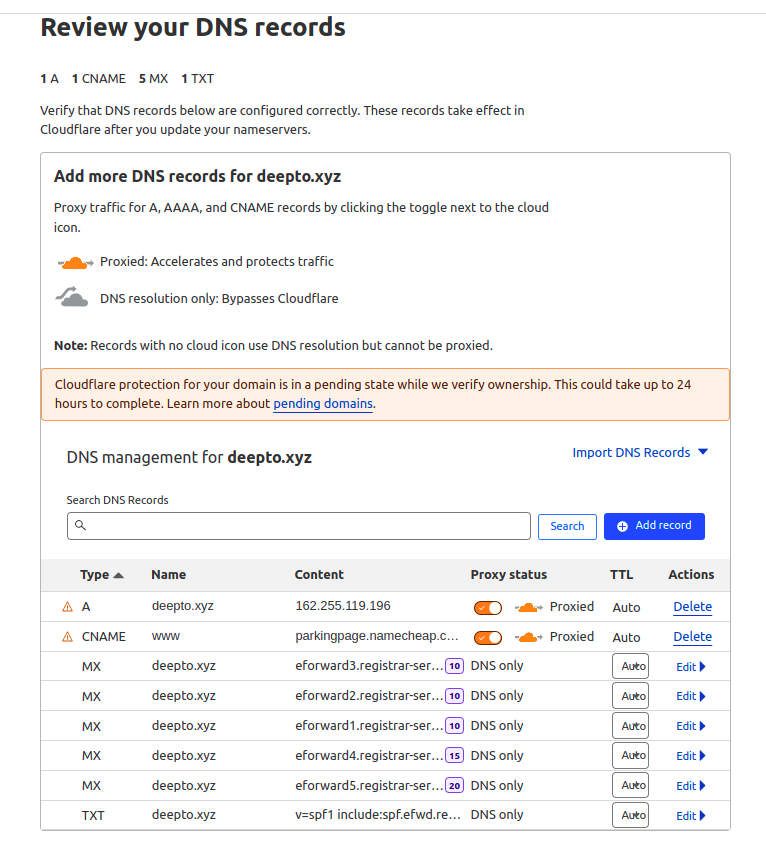 Review your DNS records
1 A 1 CNAME 5 MX 1 TXT
Verify that DNS records below are configured correctly. These records take effect in
Cloudflare after you update your nameservers.
Add more DNS records for deepto.xyz
Proxy traffic for A, AAAA, and CNAME records by clicking the toggle next to the cloud
icon.
Proxied: Accelerates and protects traffic
DNS resolution only: Bypasses Cloudflare
Note: Records with no cloud icon use DNS resolution but cannot be proxied.
Cloudflare protection for your domain is in a pending state while we verify ownership. This could take up to 24
hours to complete. Learn more about pending domains.
DNS management for deepto.xyz
Import DNS Records
Search DNS Records
Search
Add record
Type Name Content Proxy status TTL Actions
A deepto.xyz 162.255.119.196 Proxied Auto Delete
CNAME www parkingpage.namecheap.c... Proxied Auto Delete
MX deepto.xyz eforward3.registrar-ser... 10 DNS only Auto Edit
MX deepto.xyz eforward2.registrar-ser... 10 DNS only Auto Edit
MX deepto.xyz eforward1.registrar-ser... 10 DNS only Auto Edit
MX deepto.xyz eforward4.registrar-ser... 15 DNS only Auto Edit
MX deepto.xyz eforward5.registrar-ser... 20 DNS only Auto Edit
TXT deepto.xyz v=spf1 include:spf.efwd.re... DNS only Auto Edit